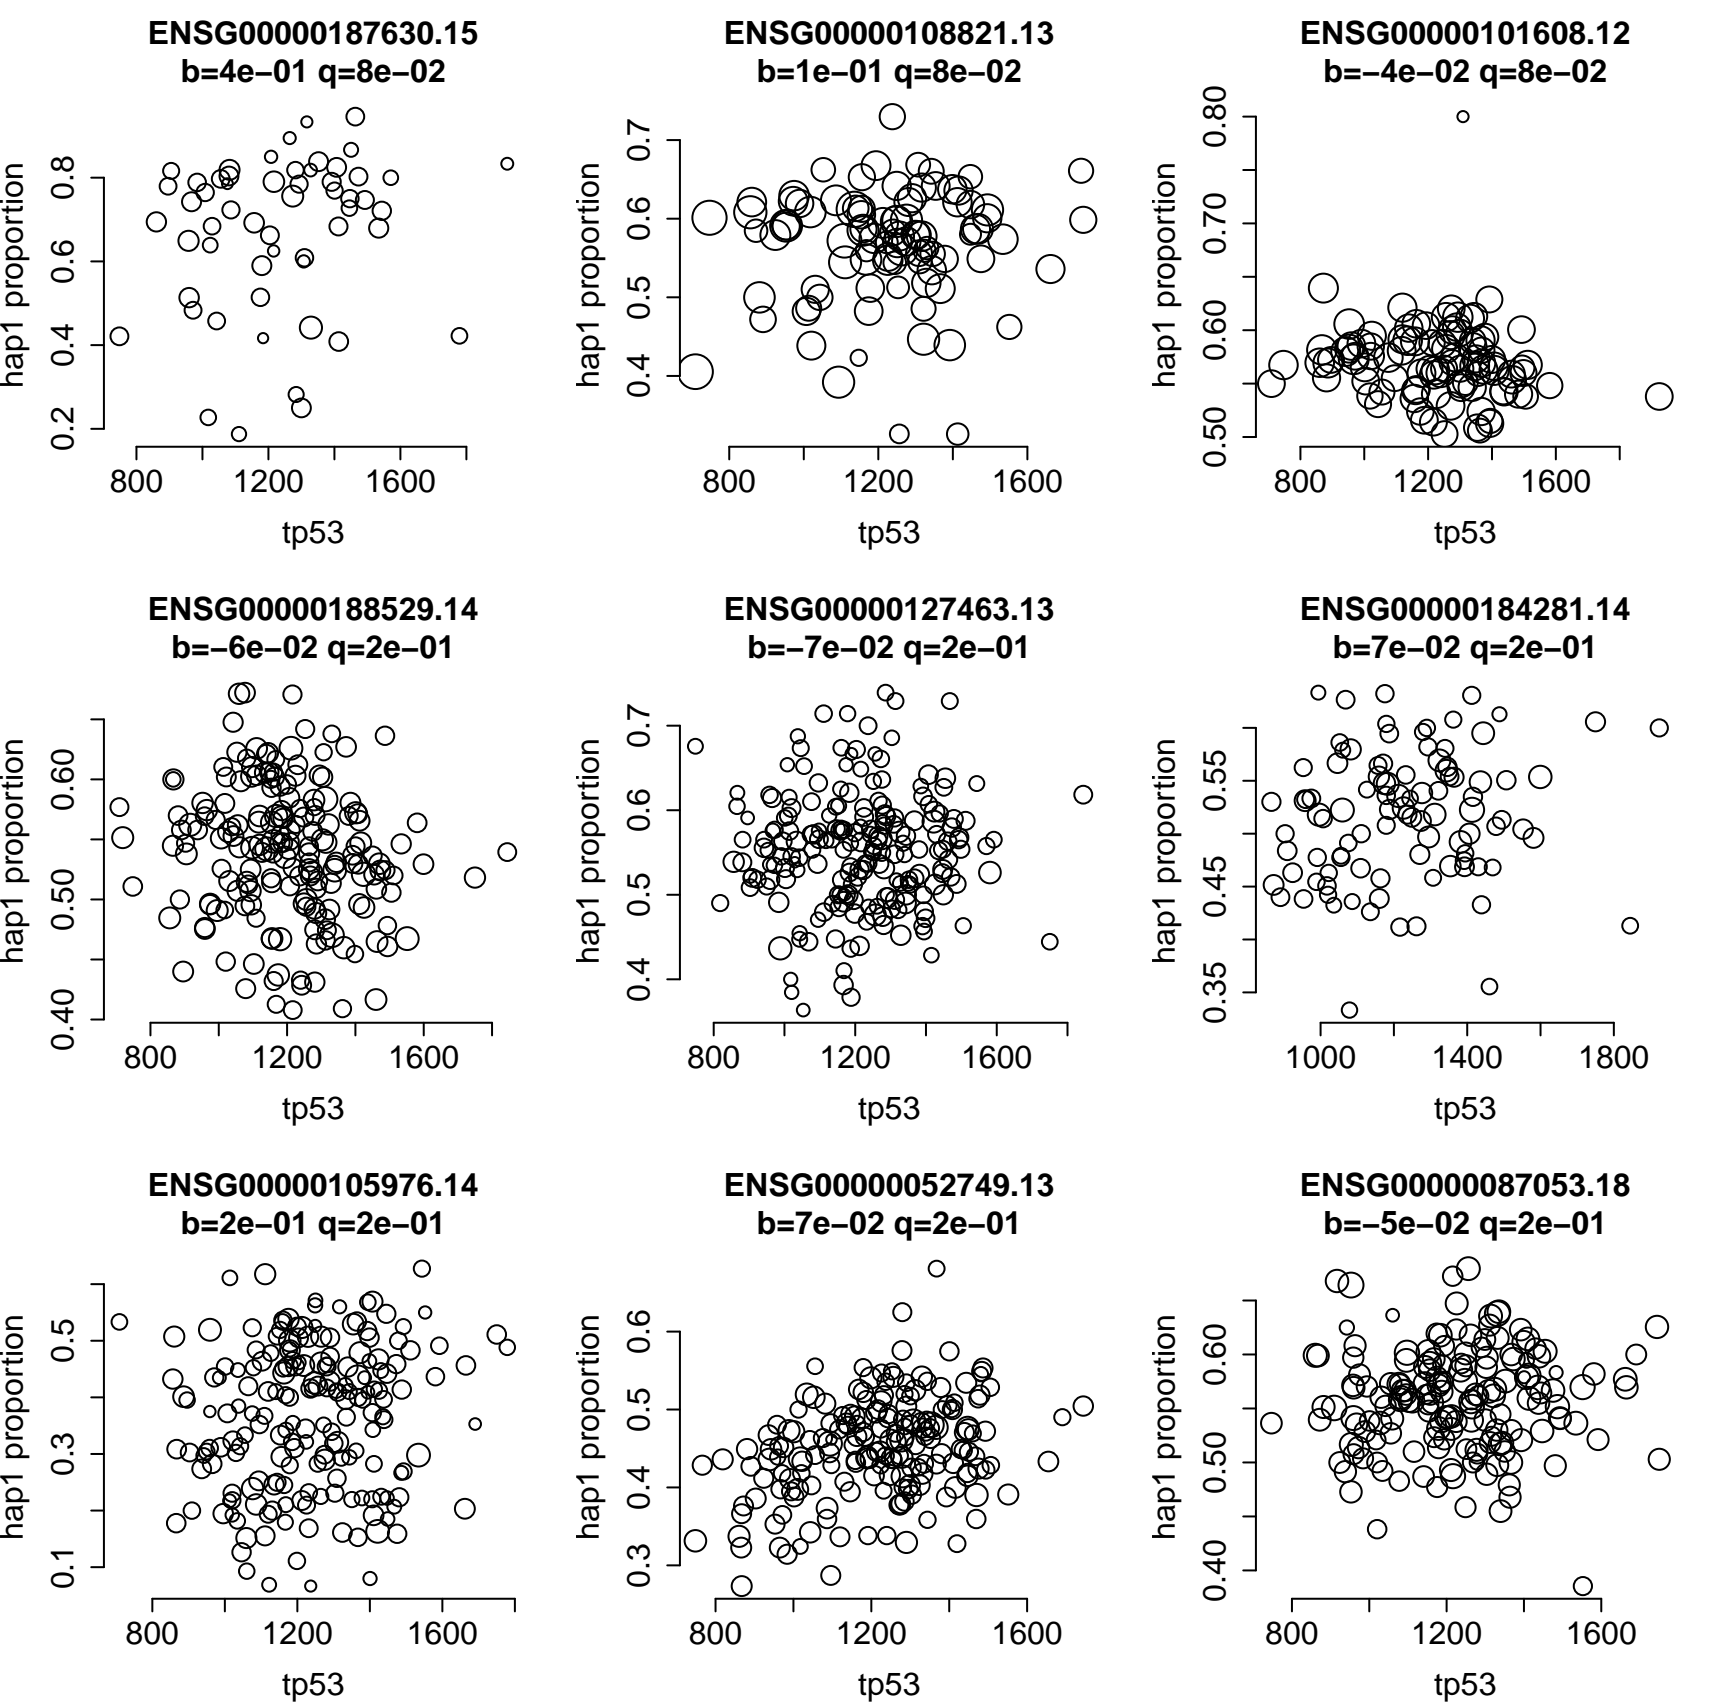 ENSG00000187630.15
b=4e−01 q=8e−02
hap1 proportion
0.2 0.4 0.6 0.8
800 1200 1600
tp53
ENSG00000108821.13
b=1e−01 q=8e−02
hap1 proportion
0.4 0.5 0.6 0.7
800 1200 1600
tp53
ENSG00000101608.12
b=−4e−02 q=8e−02
hap1 proportion
0.50 0.60 0.70 0.80
800 1200 1600
tp53
ENSG00000188529.14
b=−6e−02 q=2e−01
hap1 proportion
0.40 0.50 0.60
800 1200 1600
tp53
ENSG00000127463.13
b=−7e−02 q=2e−01
hap1 proportion
0.4 0.5 0.6 0.7
800 1200 1600
tp53
ENSG00000184281.14
b=7e−02 q=2e−01
hap1 proportion
0.35 0.45 0.55
1000 1400 1800
tp53
ENSG00000105976.14
b=2e−01 q=2e−01
hap1 proportion
0.1 0.3 0.5
800 1200 1600
tp53
ENSG00000052749.13
b=7e−02 q=2e−01
hap1 proportion
0.3 0.4 0.5 0.6
800 1200 1600
tp53
ENSG00000087053.18
b=−5e−02 q=2e−01
hap1 proportion
0.40 0.50 0.60
800 1200 1600
tp53